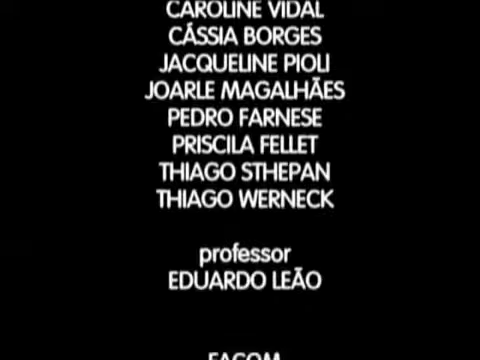 CAROLINE VIDAL
CÁSSIA BORGES
JACQUELINE PIOLI
JOARLE MAGALHÃES
PEDRO FARNESE
PRISCILA FELLET
THIAGO STHEPAN
THIAGO WERNECK
professor
EDUARDO LEÃO
FACOM